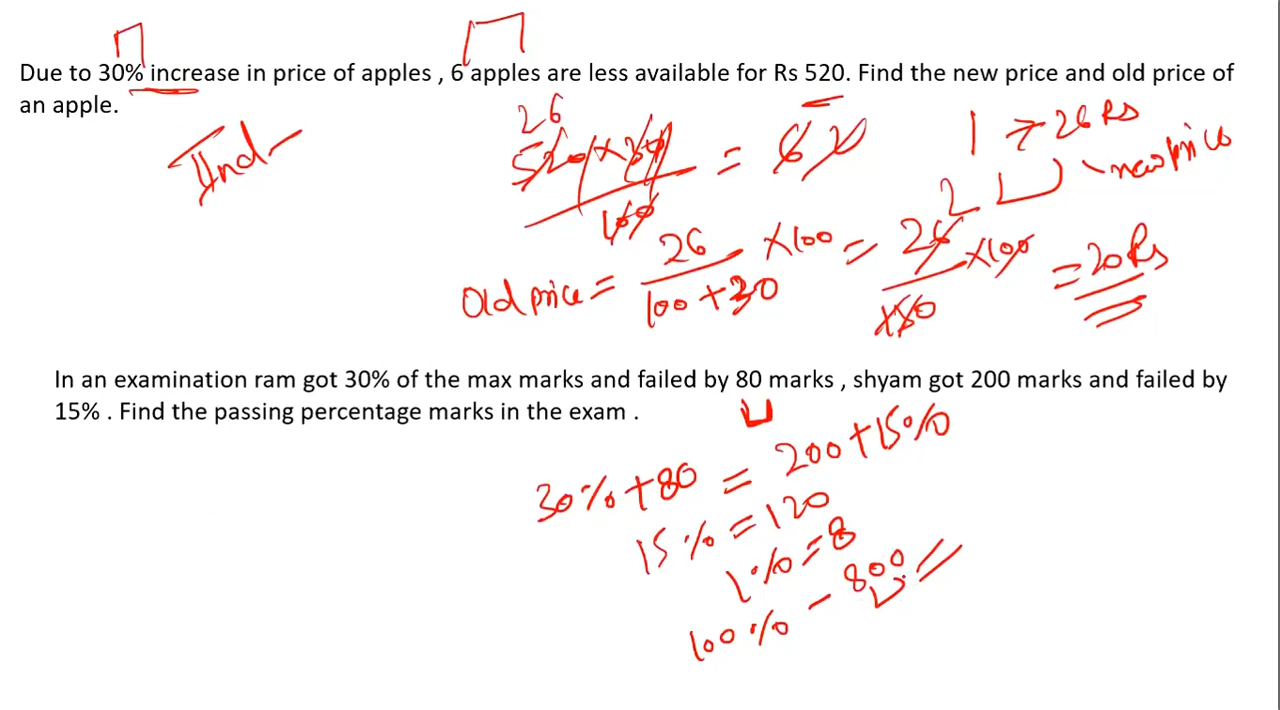 Due to 30% increase in price of apples , 6 apples are less available for Rs 520. Find the new price and old price of
an apple.
IInd
26
520 × 30 / 100 = 6 x
1 → 26 Rs
new price
Old price = 26 / 100 + 30 × 100 = 26 × 100 / 130 = 20 Rs
2
In an examination ram got 30% of the max marks and failed by 80 marks , shyam got 200 marks and failed by
15% . Find the passing percentage marks in the exam .
30% + 80 = 200 + 15%
15% = 120
1% = 8
100% - 800